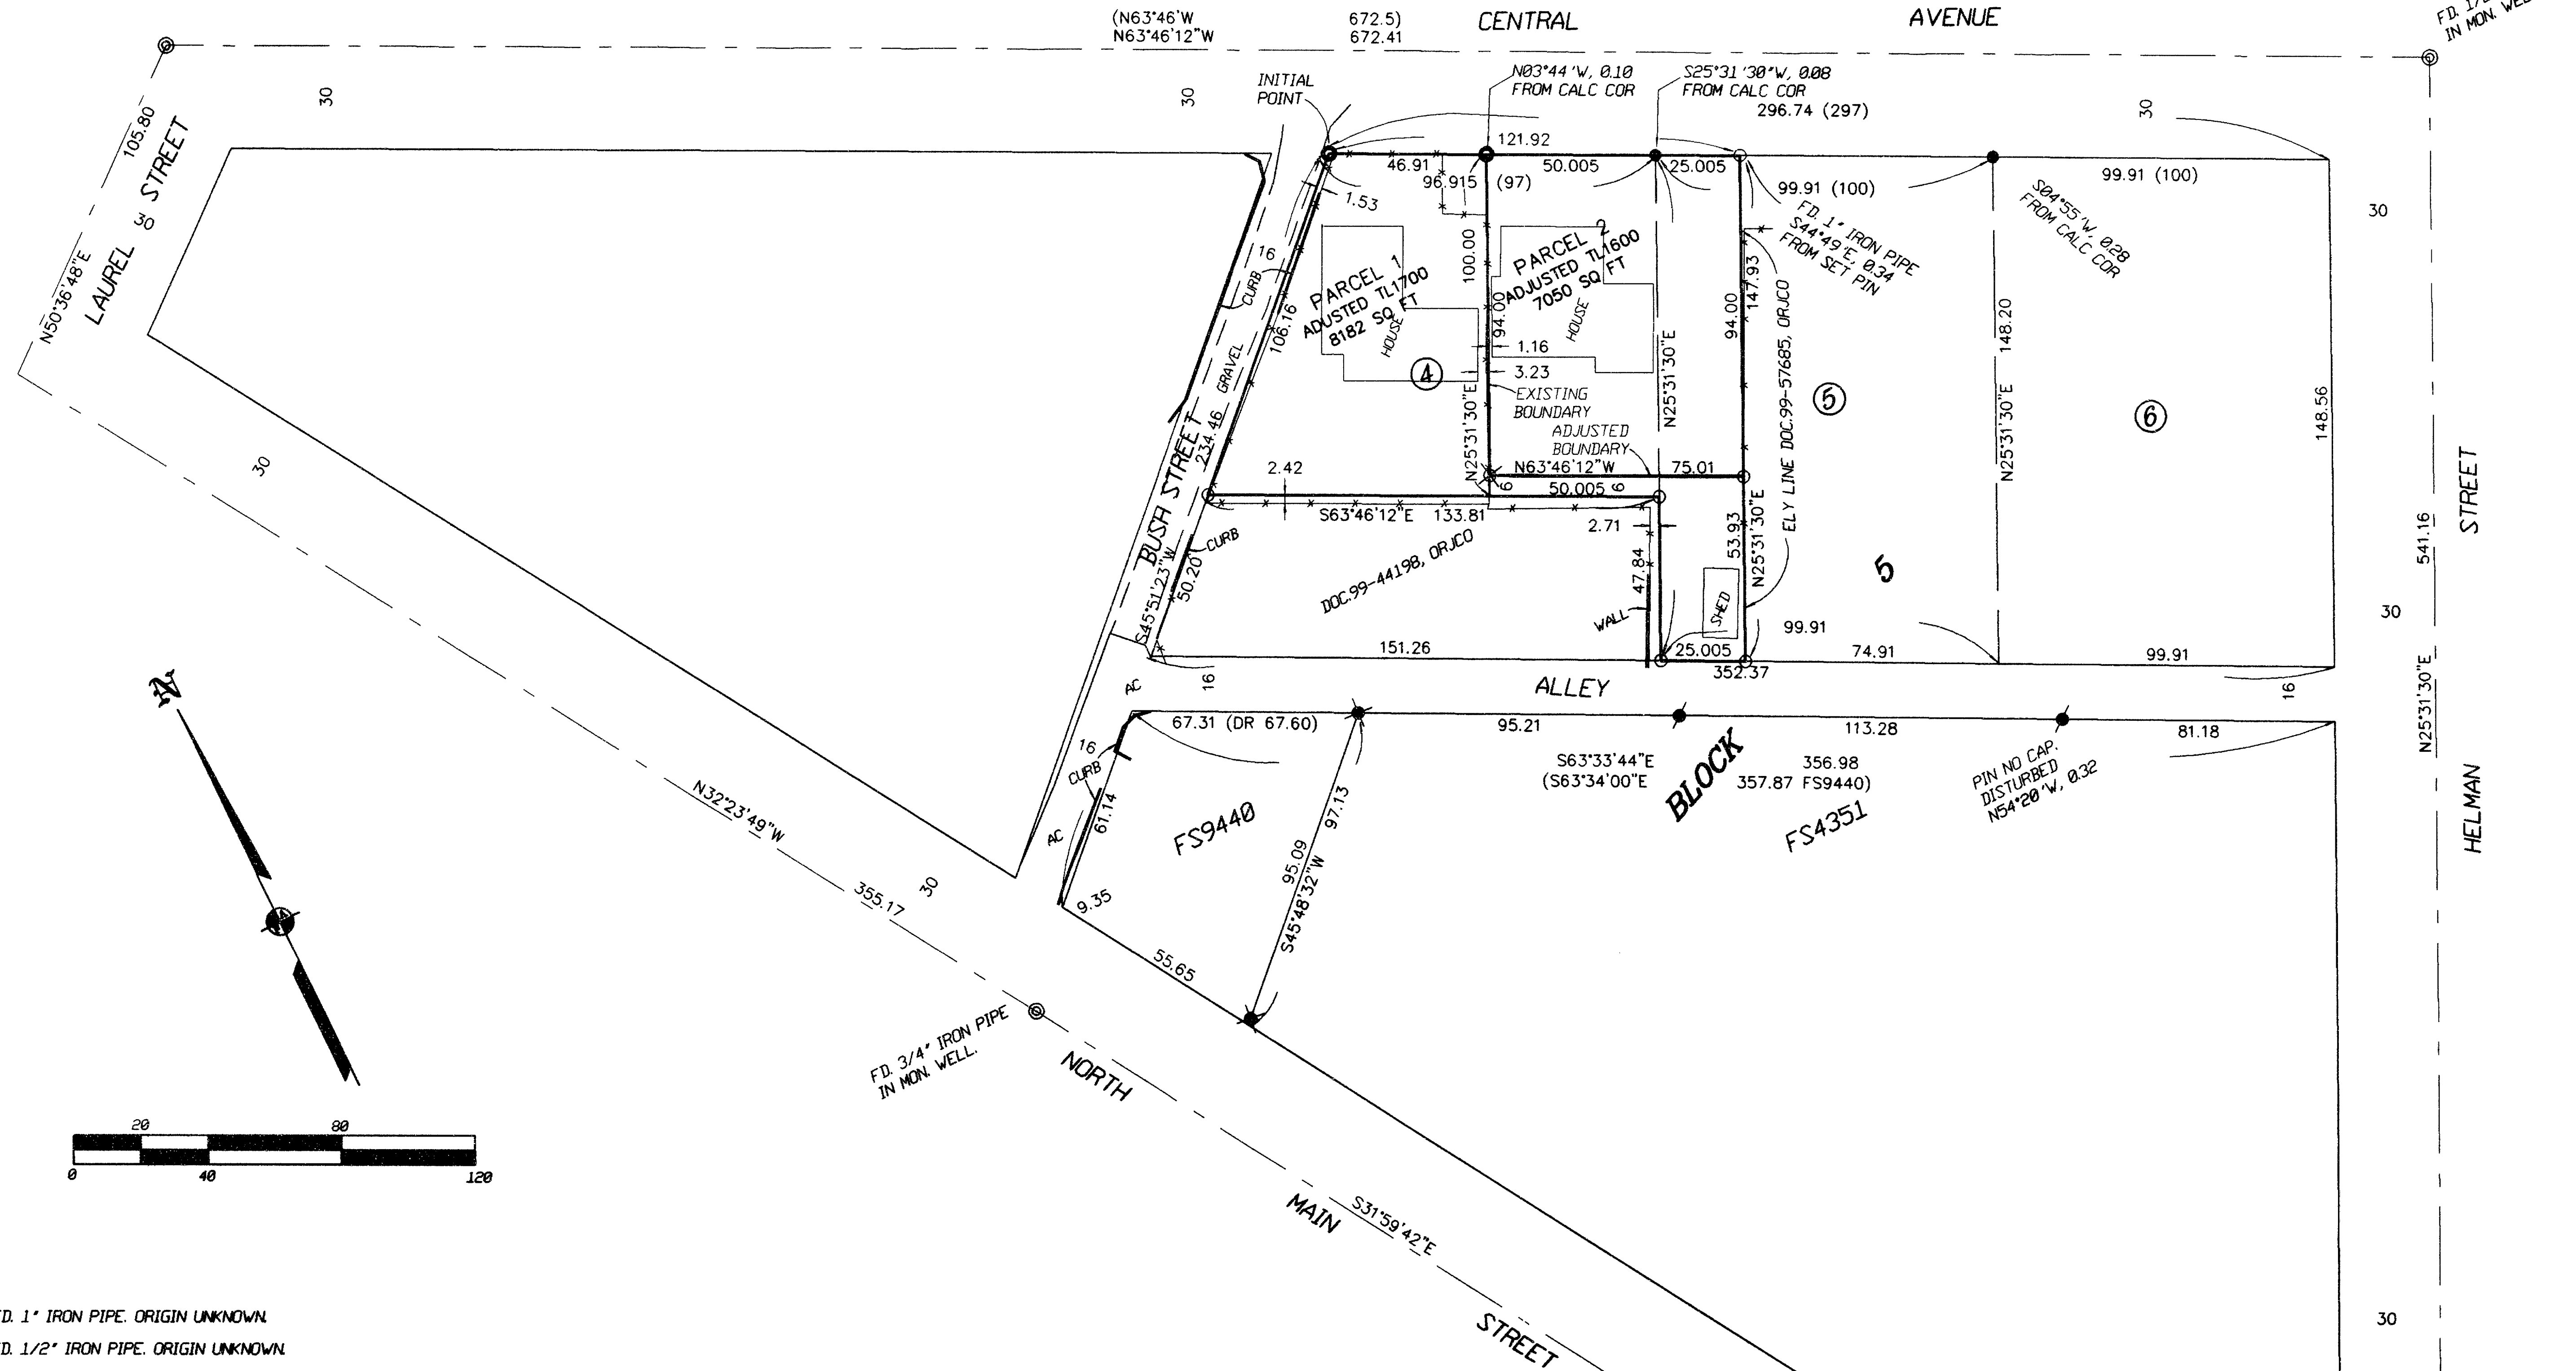 (N63°46'W 672.5)
N63°46'12"W 672.41
CENTRAL AVENUE
IN MON. WELL
INITIAL
POINT
N03°44'W, 0.10
FROM CALC COR
S25°31'30"W, 0.08
FROM CALC COR
296.74 (297)
30
30
30
105.80
LAUREL STREET
30
N50°36'48"E
121.92
46.91
50.005
25.005
96.915 (97)
99.91 (100)
99.91 (100)
1.53
FD. 1" IRON PIPE
S44°49'E, 0.34
FROM SET PIN
S04°55'W, 0.28
FROM CALC COR
30
16
CURB
PARCEL 1
ADUSTED TL1700
8182 SQ FT
HOUSE
106.16
GRAVEL
100.00
94.00
PARCEL 2
ADJUSTED TL1600
7050 SQ FT
HOUSE
94.00
147.93
ELY LINE DOC.99-57685, ORJCO
148.20
148.56
1.16
3.23
4
5
6
N25°31'30"E
N25°31'30"E
N25°31'30"E
EXISTING
BOUNDARY
ADJUSTED
BOUNDARY
N63°46'12"W 75.01
6
50.005
6
30
234.46
BUSH STREET
2.42
S63°46'12"E 133.81
2.71
CURB
50.20
S45°51'23"W
DOC.99-44198, ORJCO
47.84
WALL
SHED
53.93
N25°31'30"E
5
541.16
STREET
30
99.91
151.26
25.005
74.91
99.91
352.37
N
AC
16
ALLEY
16
N25°31'30"E
67.31 (DR 67.60)
95.21
113.28
81.18
16
CURB
61.14
AC
S63°33'44"E 356.98
(S63°34'00"E 357.87 FS9440)
BLOCK
PIN NO CAP.
DISTURBED
N54°20'W, 0.32
FS9440
FS4351
HELMAN
N32°23'49"W
355.17
30
9.35
95.09
97.13
S45°48'32"W
55.65
FD. 3/4" IRON PIPE
IN MON. WELL.
NORTH
MAIN
STREET
S31°59'42"E
20 80
0 40 120
D. 1" IRON PIPE. ORIGIN UNKNOWN.
D. 1/2" IRON PIPE. ORIGIN UNKNOWN.
30